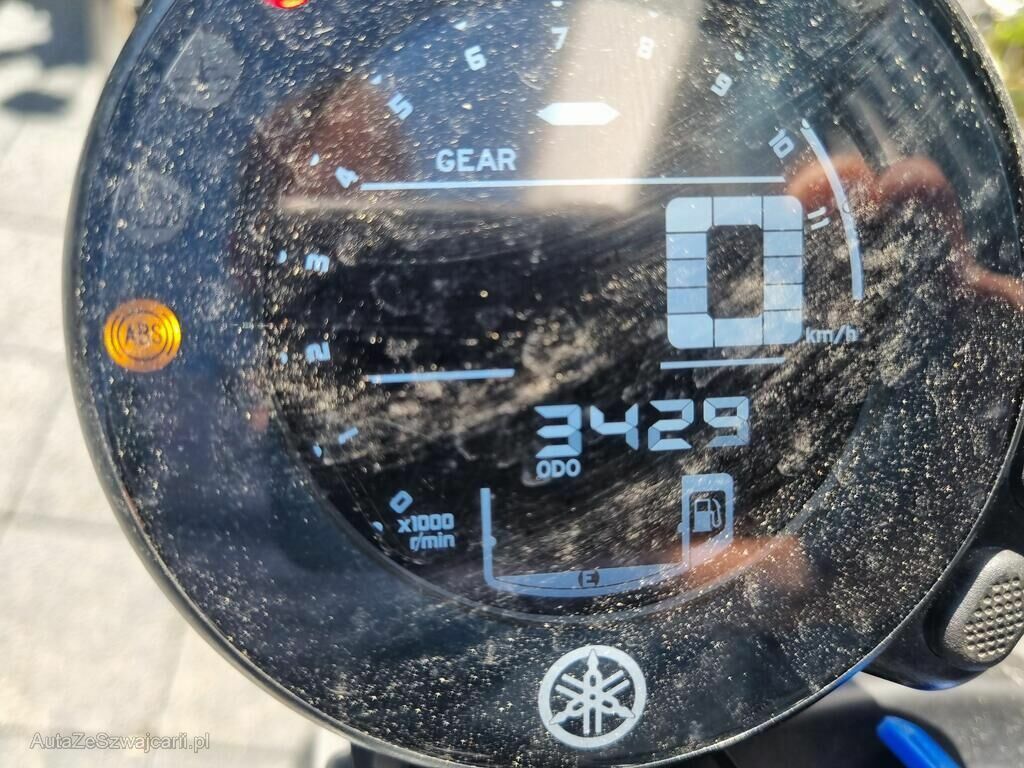 7
6
8
5
9
GEAR
10
4
11
3
km/h
ABS
2
3429
1
ODO
0
x1000
r/min
E
AutaZeSzwajcarii.pl